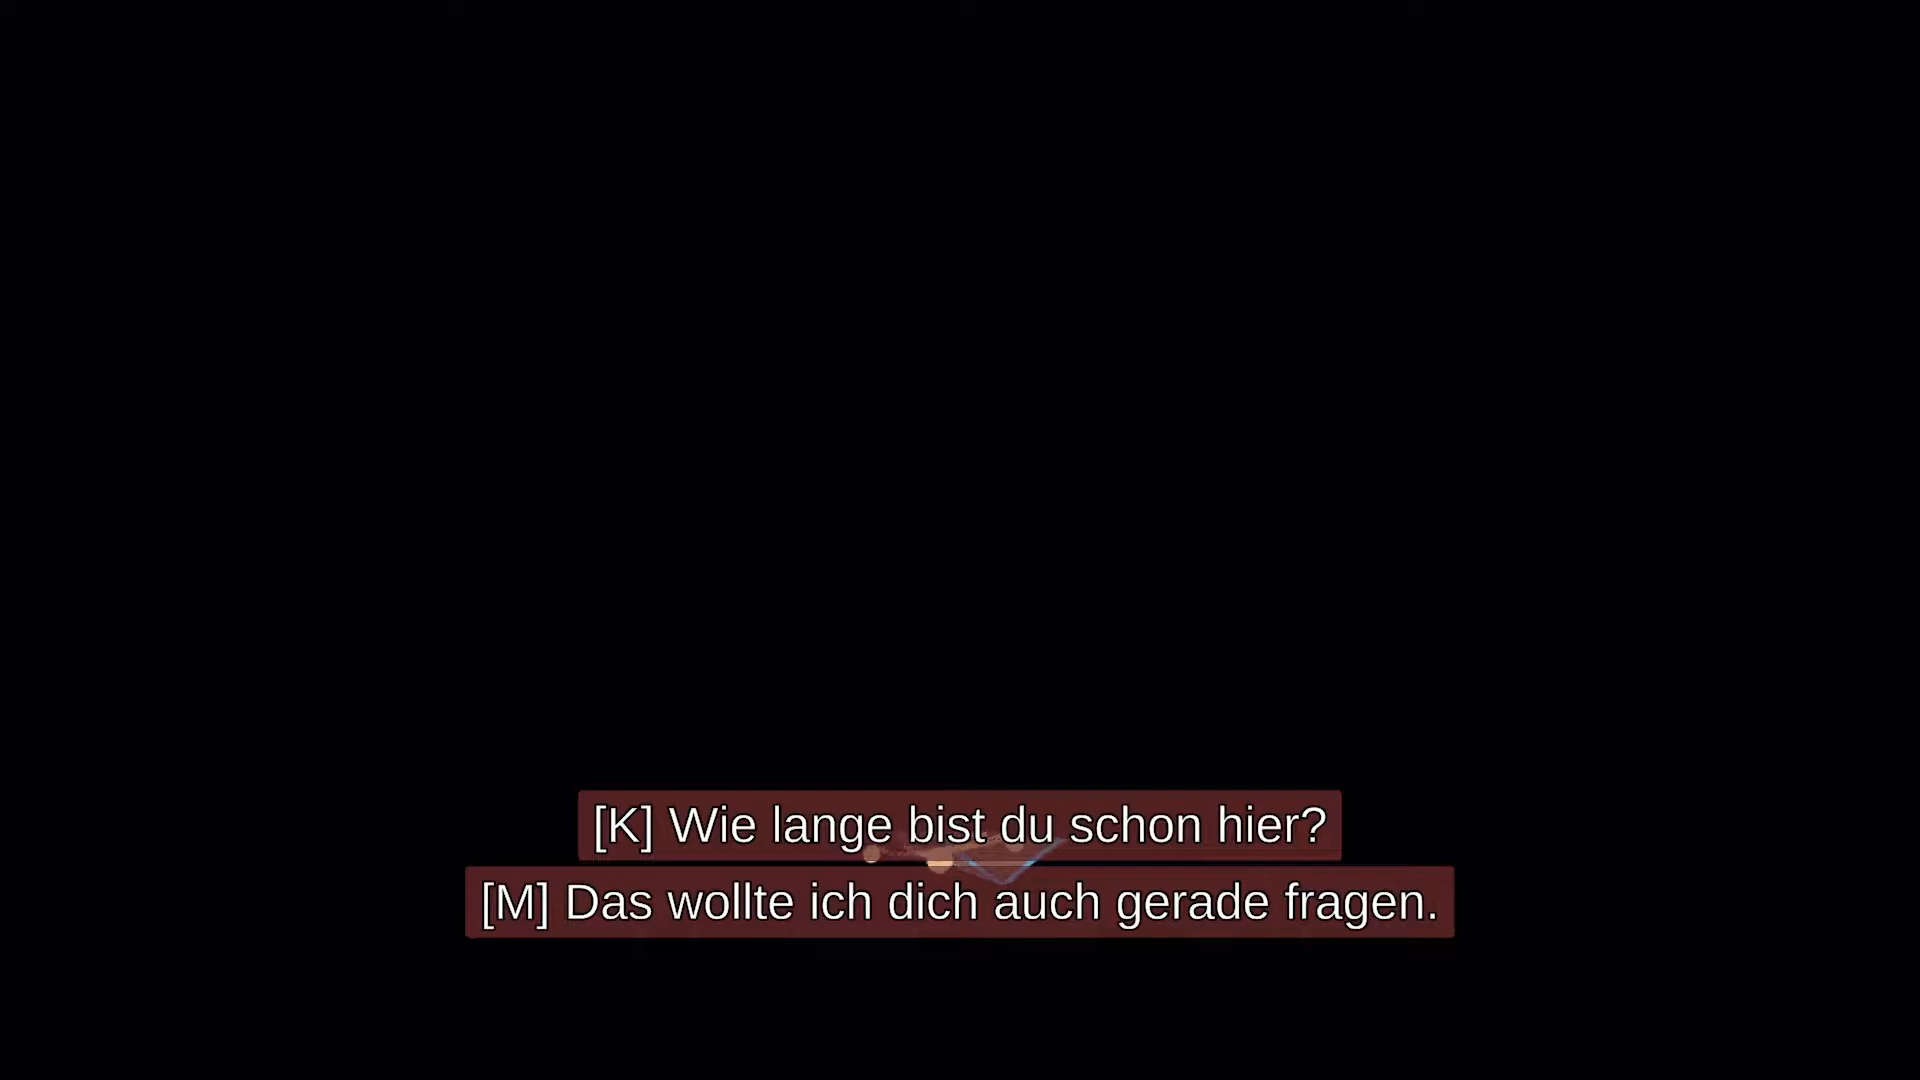 [K] Wie lange bist du schon hier?
[M] Das wollte ich dich auch gerade fragen.